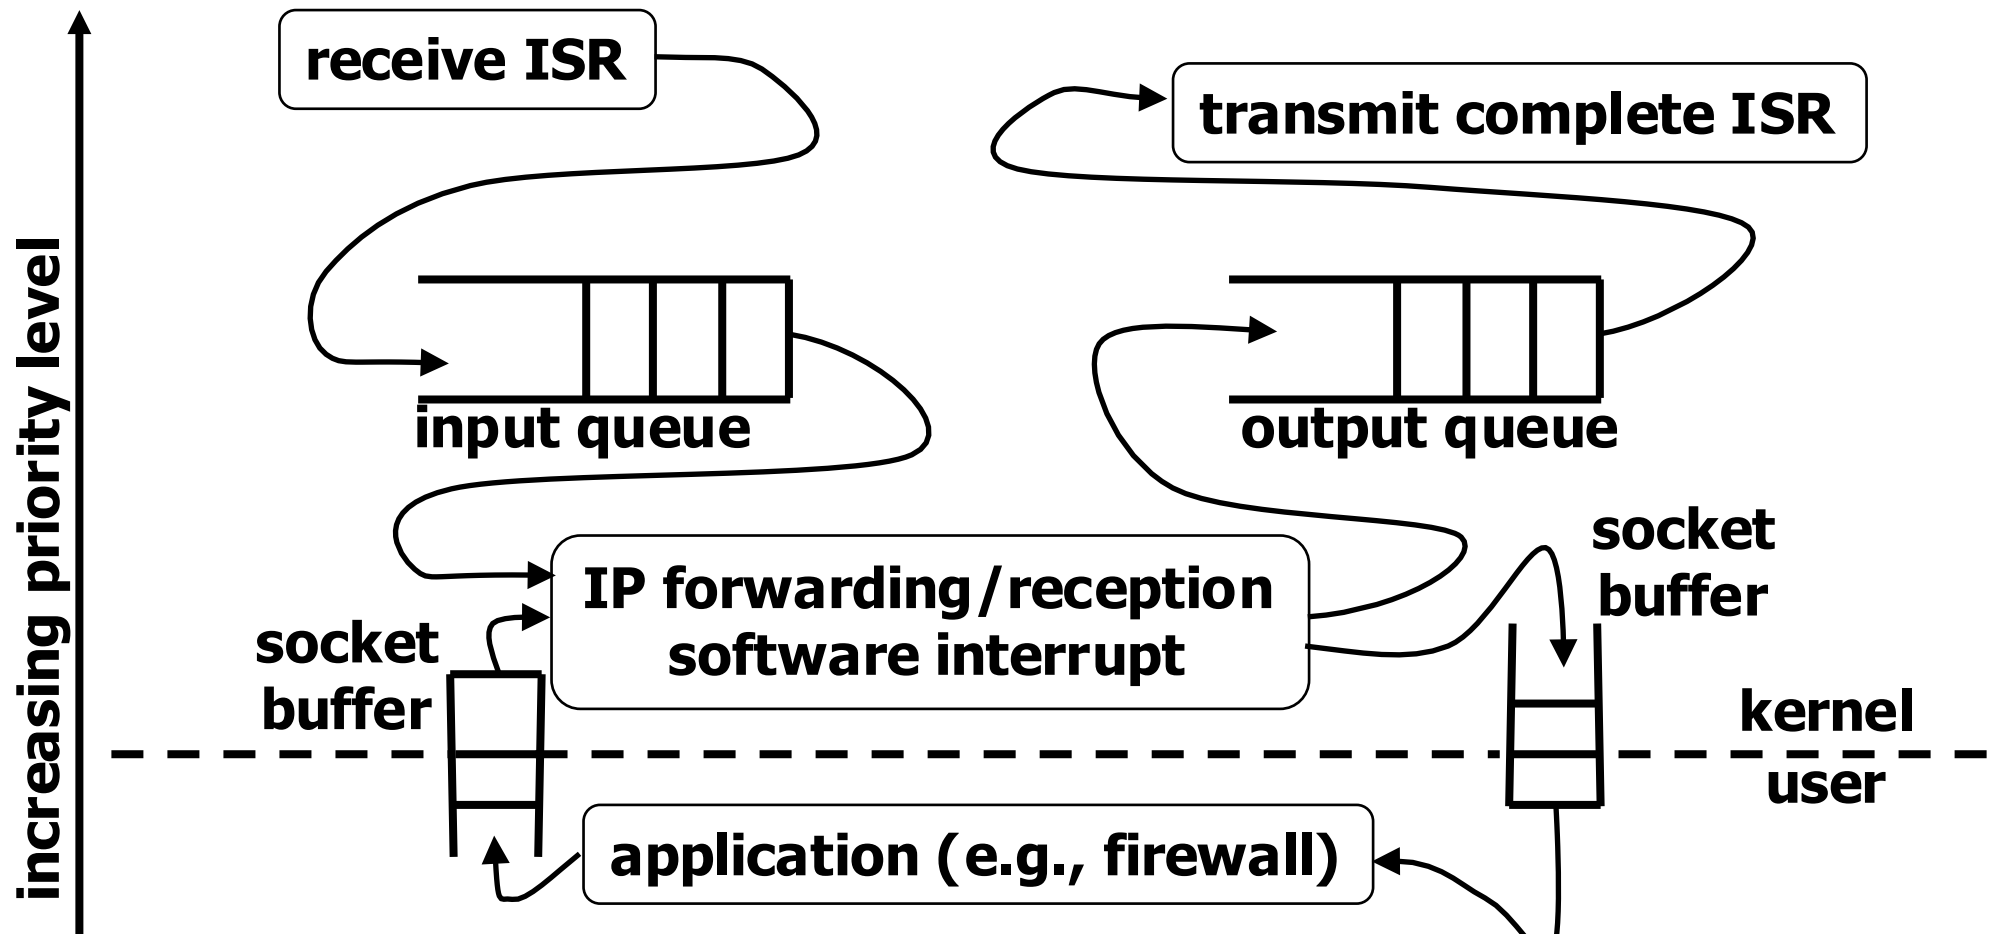 increasing priority level
receive ISR
transmit complete ISR
input queue
output queue
socket
buffer
IP forwarding/reception
software interrupt
socket
buffer
kernel
user
application (e.g., firewall)